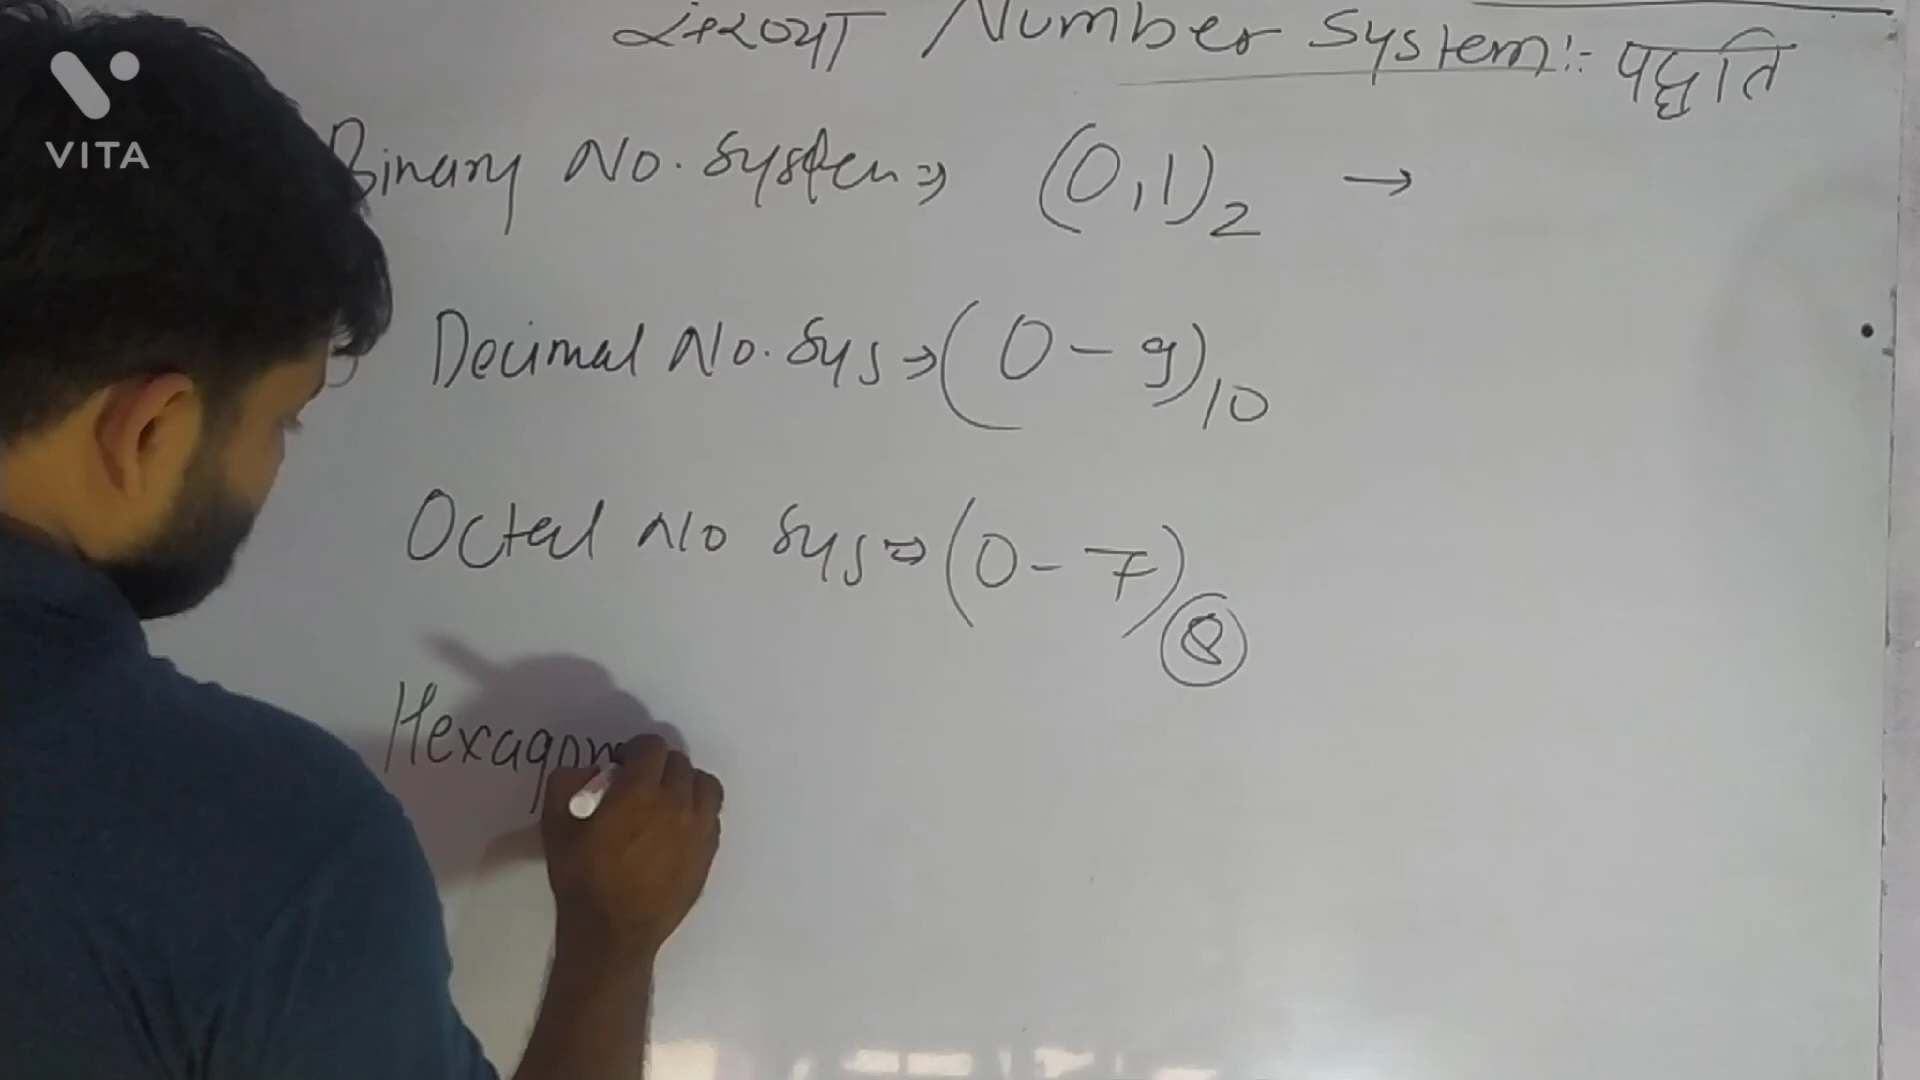 VITA
संख्या Number System:- पद्धति
Binary No. System ⇒ (0,1)2 →
Decimal No. Sys → (0 - 9)10
Octal No Sys ⇒ (0 - 7)8
Hexagon